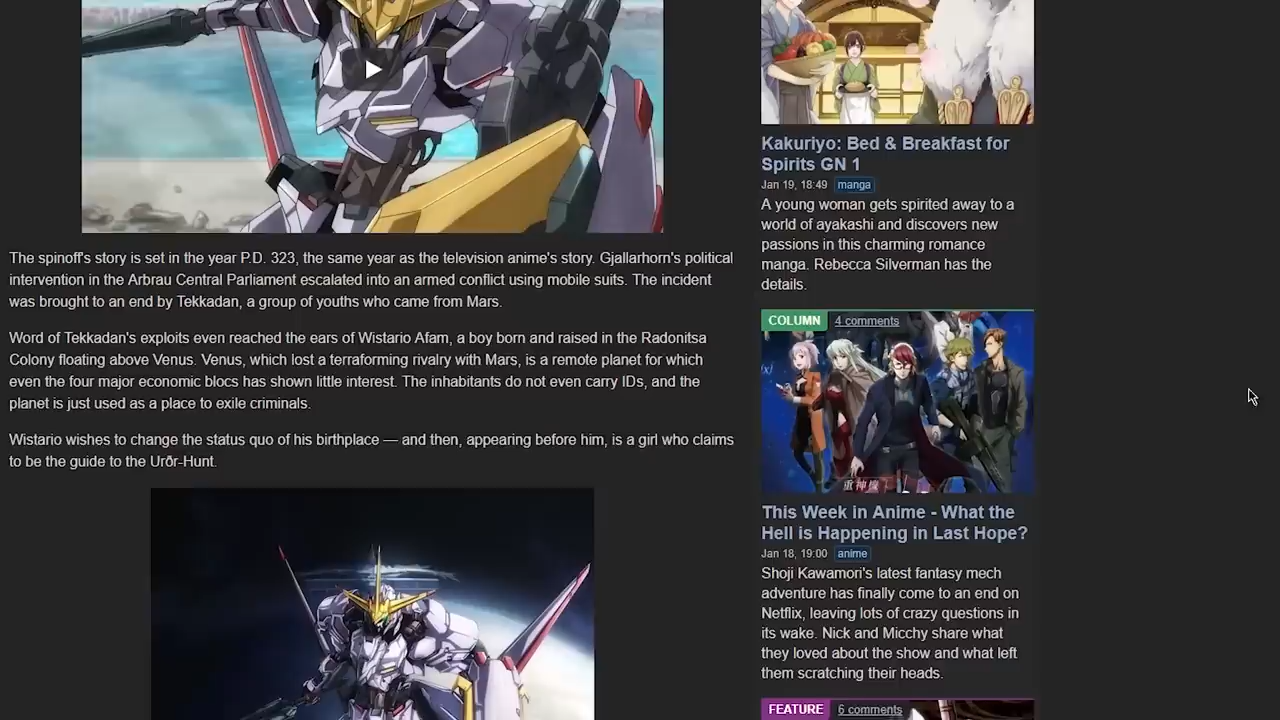 The spinoff's story is set in the year P.D. 323, the same year as the television anime's story. Gjallarhorn's political
intervention in the Arbrau Central Parliament escalated into an armed conflict using mobile suits. The incident
was brought to an end by Tekkadan, a group of youths who came from Mars.
Word of Tekkadan's exploits even reached the ears of Wistario Afam, a boy born and raised in the Radonitsa
Colony floating above Venus. Venus, which lost a terraforming rivalry with Mars, is a remote planet for which
even the four major economic blocs has shown little interest. The inhabitants do not even carry IDs, and the
planet is just used as a place to exile criminals.
Wistario wishes to change the status quo of his birthplace — and then, appearing before him, is a girl who claims
to be the guide to the Urðr-Hunt.
Kakuriyo: Bed & Breakfast for
Spirits GN 1
Jan 19, 18:49 manga
A young woman gets spirited away to a
world of ayakashi and discovers new
passions in this charming romance
manga. Rebecca Silverman has the
details.
COLUMN 4 comments
重神機
This Week in Anime - What the
Hell is Happening in Last Hope?
Jan 18, 19:00 anime
Shoji Kawamori's latest fantasy mech
adventure has finally come to an end on
Netflix, leaving lots of crazy questions in
its wake. Nick and Micchy share what
they loved about the show and what left
them scratching their heads.
FEATURE 6 comments